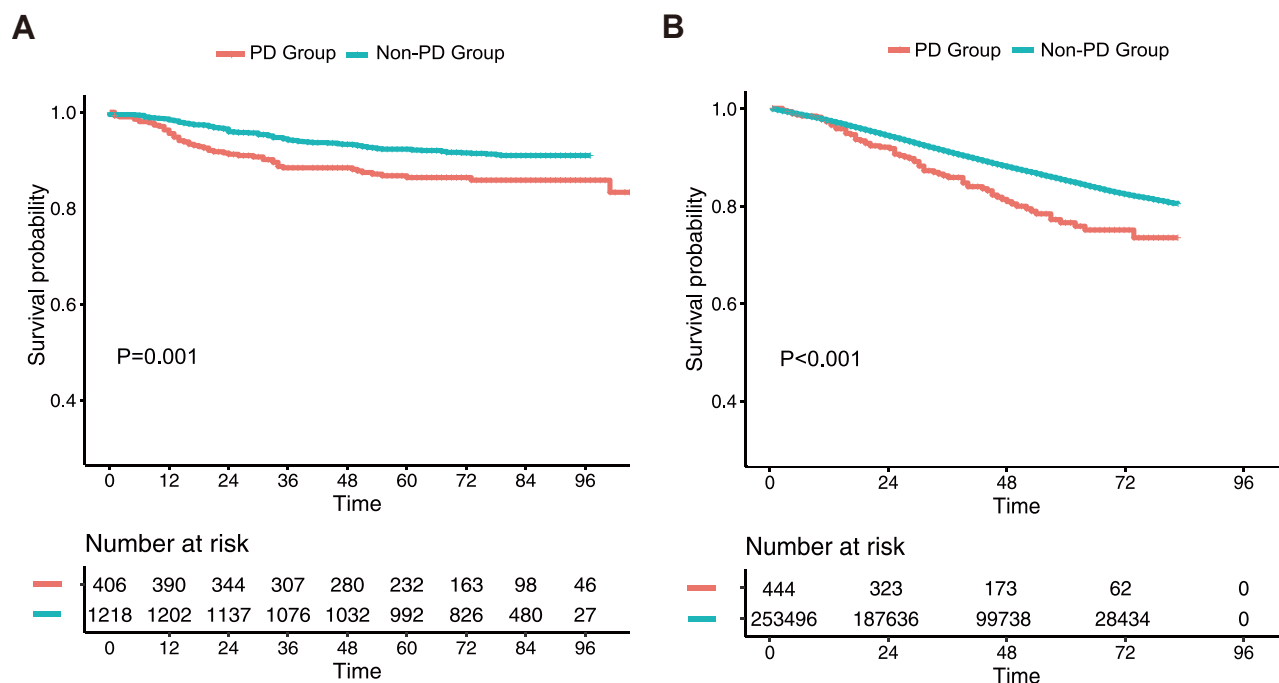 A
PD Group Non-PD Group
1.0
0.8
0.6
0.4
Survival probability
P=0.001
0 12 24 36 48 60 72 84 96
Time
Number at risk
406 390 344 307 280 232 163 98 46
1218 1202 1137 1076 1032 992 826 480 27
0 12 24 36 48 60 72 84 96
Time
B
PD Group Non-PD Group
1.0
0.8
0.6
0.4
Survival probability
P<0.001
0 24 48 72 96
Time
Number at risk
444 323 173 62 0
253496 187636 99738 28434 0
0 24 48 72 96
Time